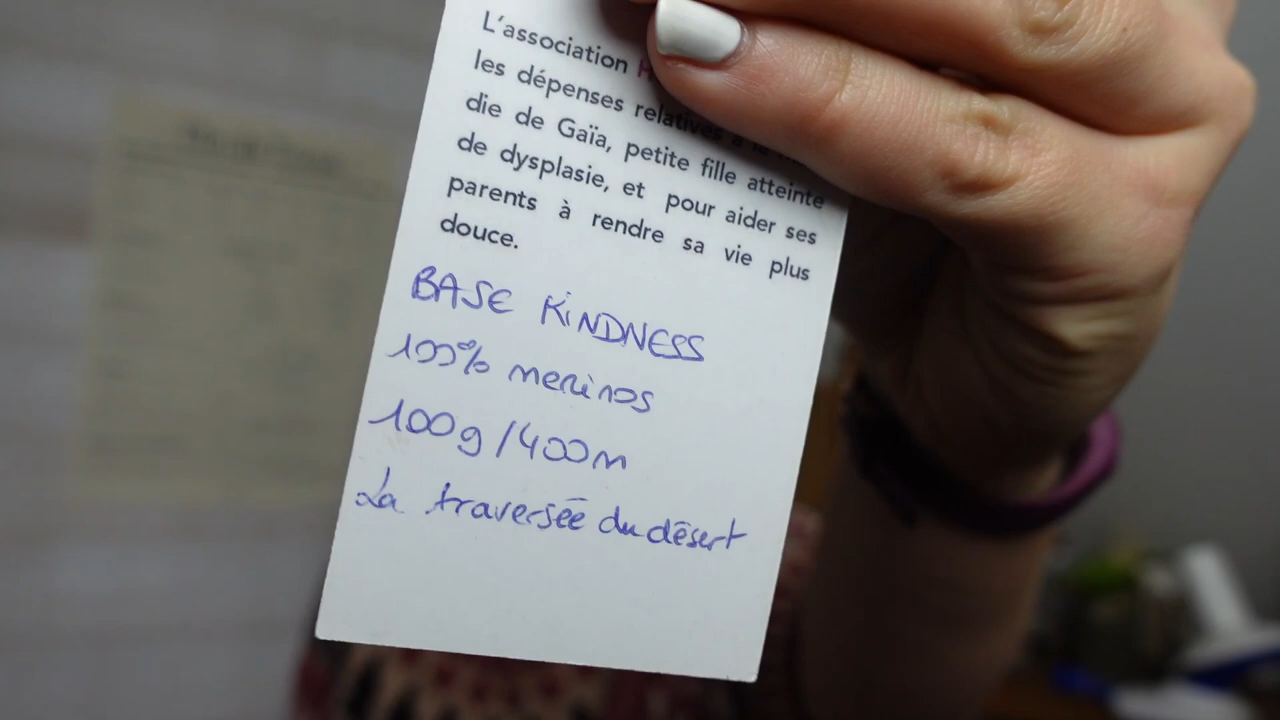 L'association
les dépenses relatives à la
die de Gaïa, petite fille atteinte
de dysplasie, et pour aider ses
parents à rendre sa vie plus
douce.
BASE KINDNESS
100% merinos
100g/400m
La traversée du désert